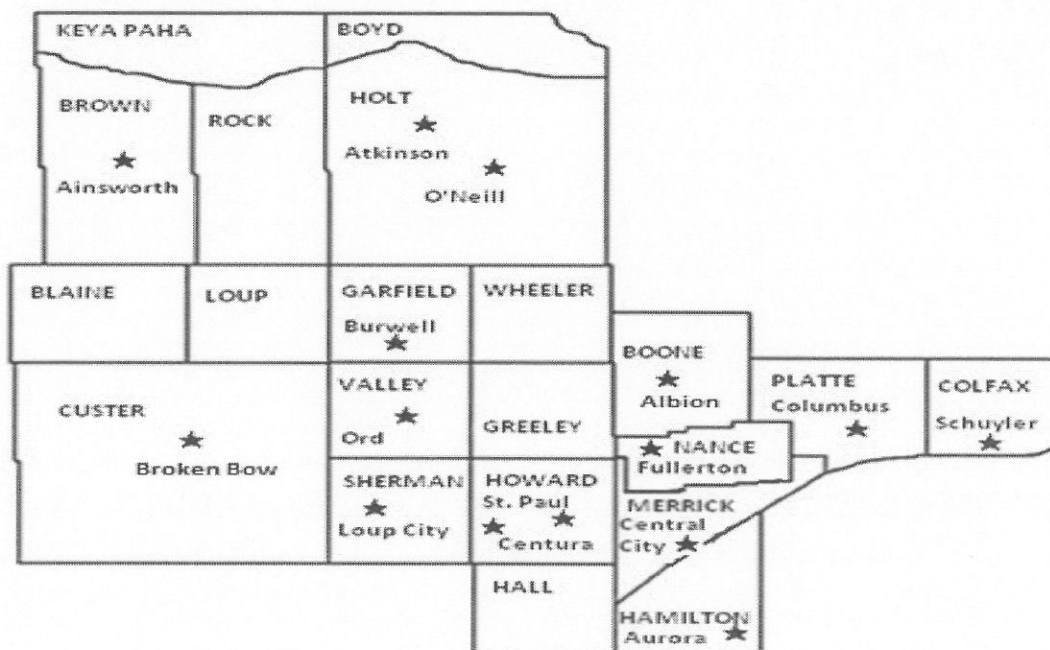 KEYA PAHA
BOYD
BROWN
ROCK
HOLT
Atkinson
Ainsworth
O'Neill
BLAINE
LOUP
GARFIELD
WHEELER
Burwell
BOONE
Albion
PLATTE
Columbus
COLFAX
Schuyler
CUSTER
Broken Bow
VALLEY
Ord
GREELEY
NANCE
Fullerton
SHERMAN
Loup City
HOWARD
St. Paul
Centura
MERRICK
Central
City
HALL
HAMILTON
Aurora